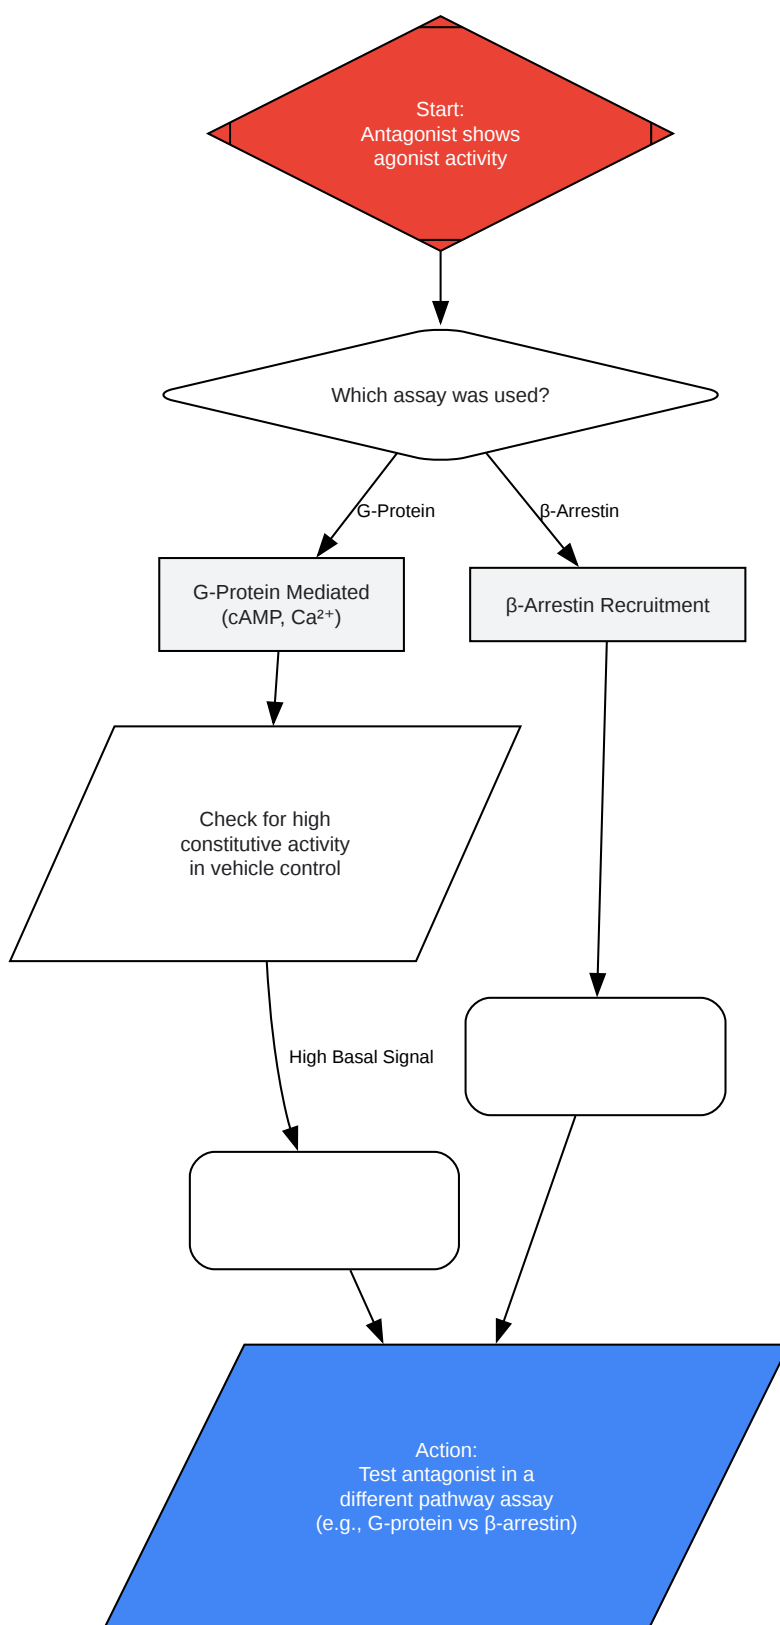 Start:
Antagonist shows
agonist activity
Which assay was used?
G-Protein
β-Arrestin
G-Protein Mediated
(cAMP, Ca²⁺)
β-Arrestin Recruitment
Check for high
constitutive activity
in vehicle control
High Basal Signal
Action:
Test antagonist in a
different pathway assay
(e.g., G-protein vs β-arrestin)